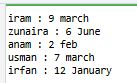 iram : 9 march
zunaira : 6 June
anam : 2 feb
usman : 7 march
irfan : 12 January